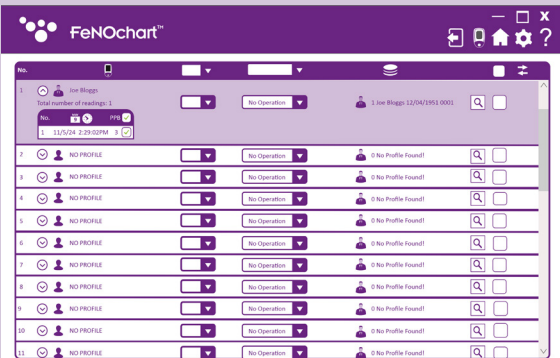 FeNOchart™
?
No.
1 Joe Bloggs
Total number of readings: 1
No Operation
1 Joe Bloggs 12/04/1951 0001
No. PPB
1 11/5/24 2:29:02PM 3
2 NO PROFILE No Operation 0 No Profile Found!
3 NO PROFILE No Operation 0 No Profile Found!
4 NO PROFILE No Operation 0 No Profile Found!
5 NO PROFILE No Operation 0 No Profile Found!
6 NO PROFILE No Operation 0 No Profile Found!
7 NO PROFILE No Operation 0 No Profile Found!
8 NO PROFILE No Operation 0 No Profile Found!
9 NO PROFILE No Operation 0 No Profile Found!
10 NO PROFILE No Operation 0 No Profile Found!
11 NO PROFILE No Operation 0 No Profile Found!